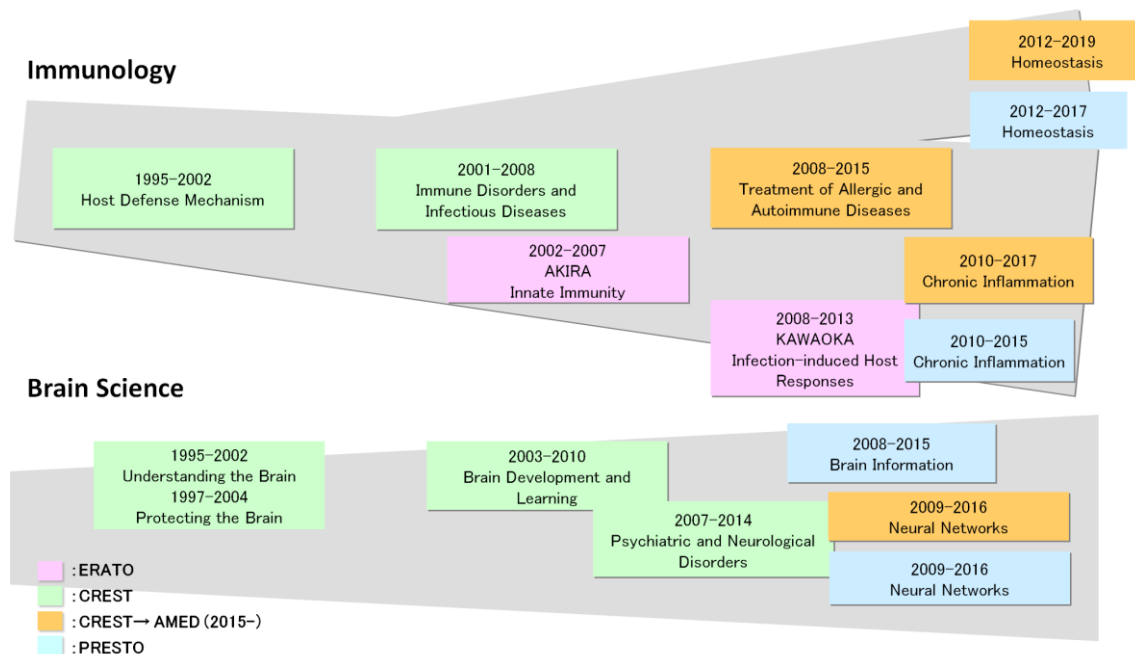 Immunology
2012-2019
Homeostasis
2012-2017
Homeostasis
1995-2002
Host Defense Mechanism
2001-2008
Immune Disorders and
Infectious Diseases
2008-2015
Treatment of Allergic and
Autoimmune Diseases
2002-2007
AKIRA
Innate Immunity
2010-2017
Chronic Inflammation
2008-2013
KAWAOKA
Infection-induced Host
Responses
2010-2015
Chronic Inflammation
Brain Science
1995-2002
Understanding the Brain
1997-2004
Protecting the Brain
2003-2010
Brain Development and
Learning
2008-2015
Brain Information
2007-2014
Psychiatric and Neurological
Disorders
2009-2016
Neural Networks
2009-2016
Neural Networks
:ERATO
:CREST
:CREST→AMED(2015-)
:PRESTO